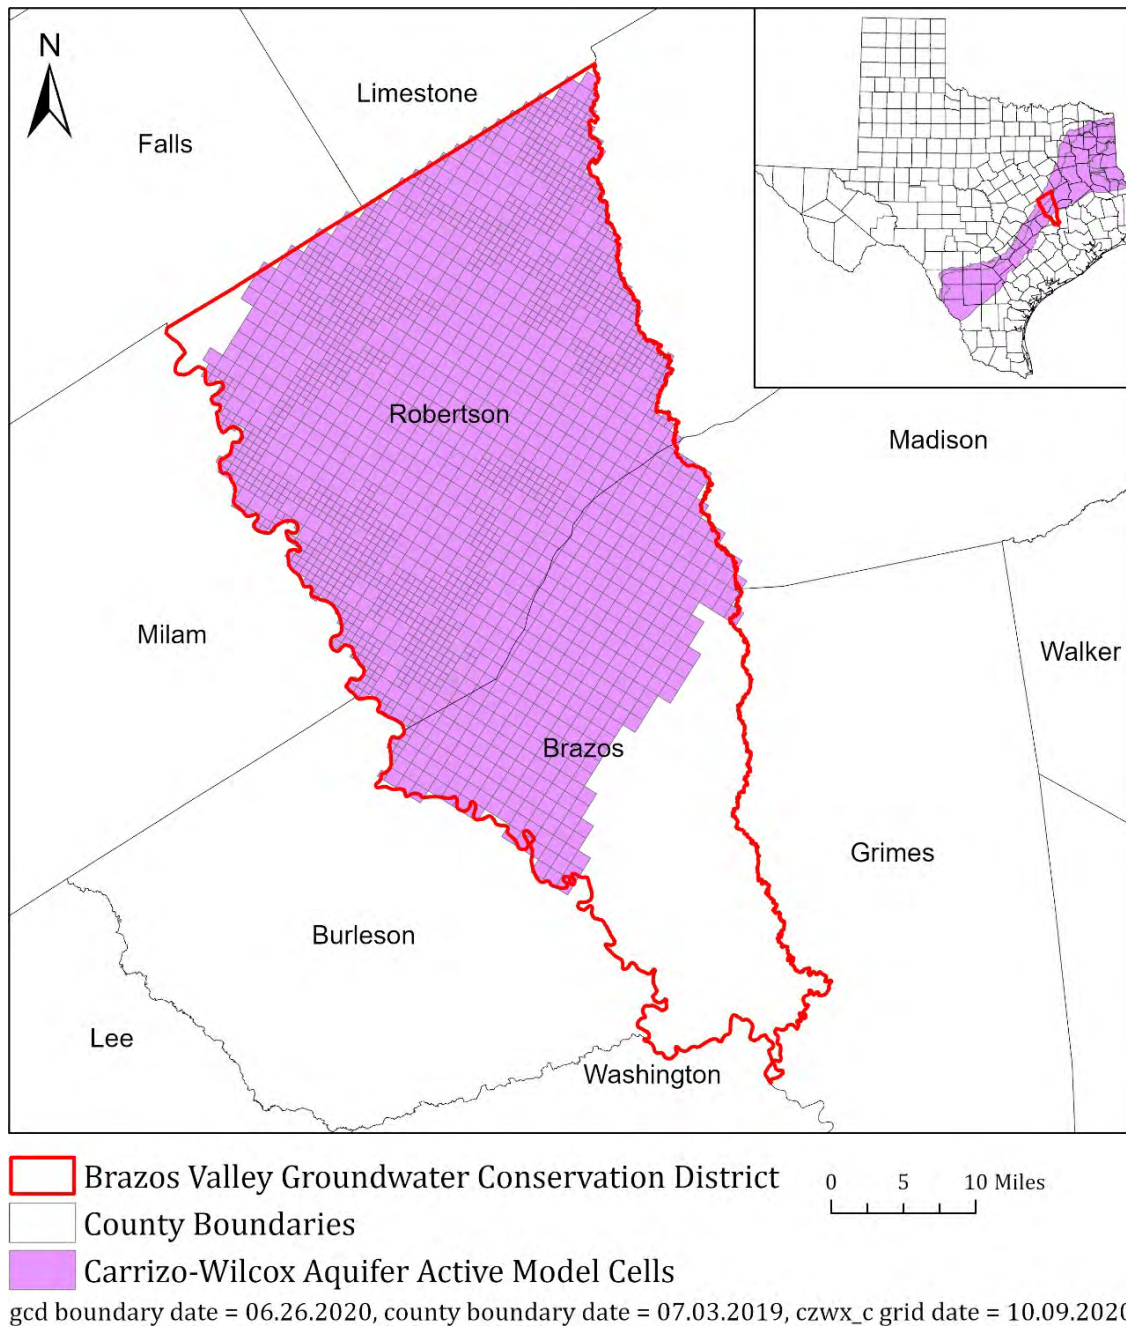 N
Limestone
Falls
Robertson
Madison
Milam
Walker
Brazos
Grimes
Burleson
Lee
Washington
Brazos Valley Groundwater Conservation District
0 5 10 Miles
County Boundaries
Carrizo-Wilcox Aquifer Active Model Cells
gcd boundary date = 06.26.2020, county boundary date = 07.03.2019, czwx_c grid date = 10.09.2020